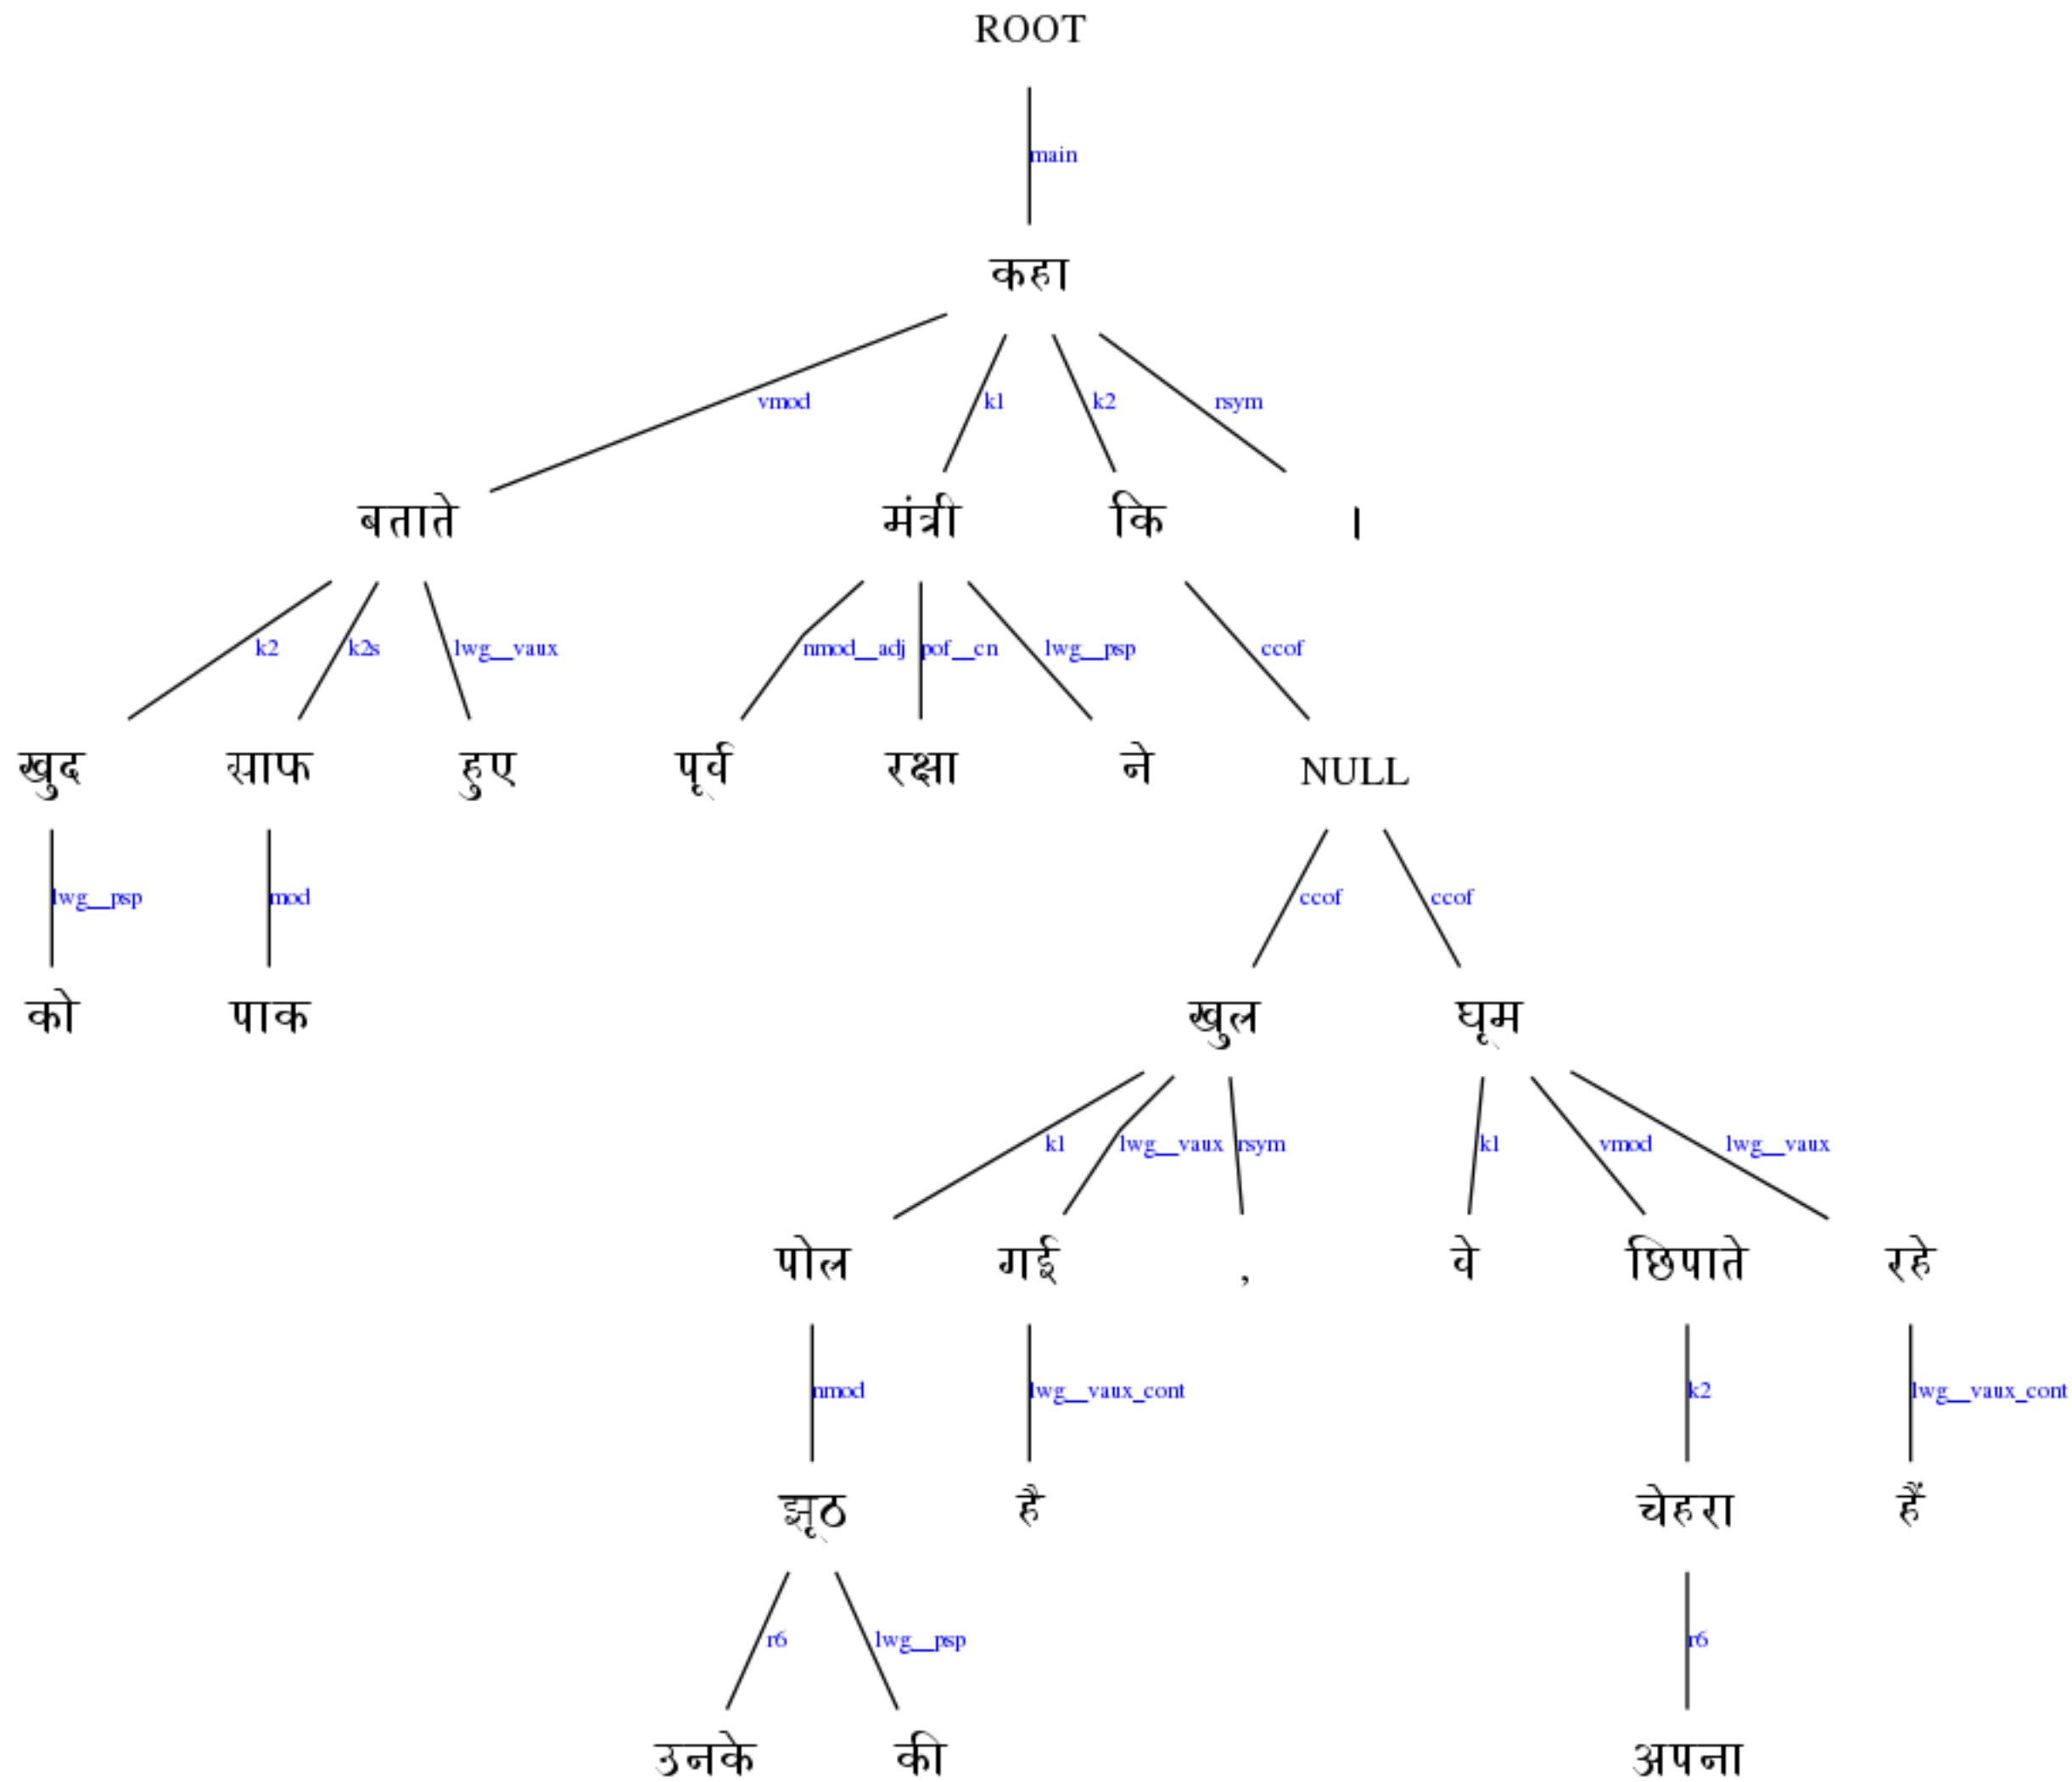 ROOT
main
कहा
vmod k1 k2 rsym
बताते मंत्री कि ।
k2 k2s lwg__vaux nmod__adj pof__cn lwg__psp ccof
खुद साफ हुए पूर्व रक्षा ने NULL
lwg__psp mod ccof ccof
को पाक खुल घूम
k1 lwg__vaux rsym k1 vmod lwg__vaux
पोल गई , वे छिपाते रहे
nmod lwg__vaux_cont k2 lwg__vaux_cont
झूठ है चेहरा हैं
r6 lwg__psp r6
उनके की अपना